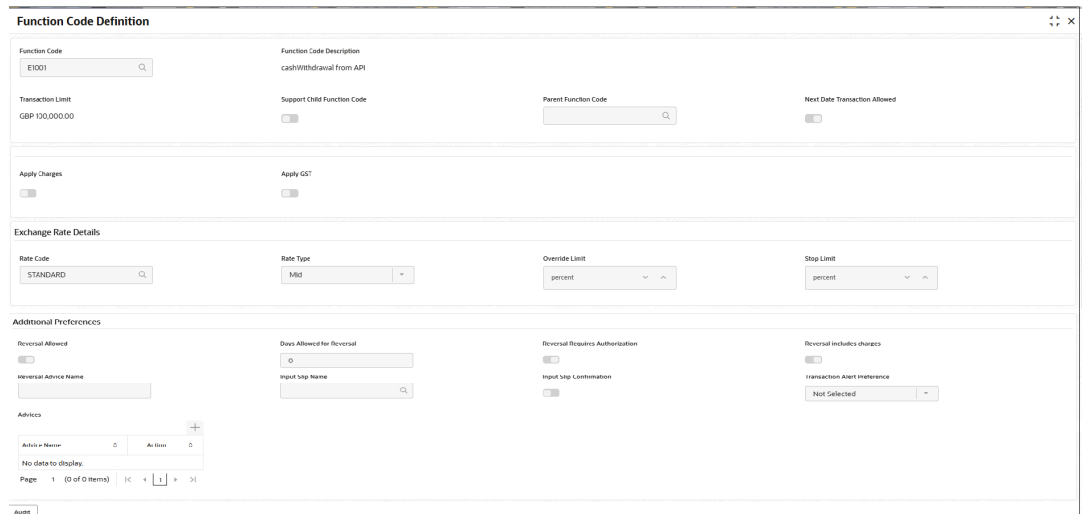 Function Code Definition
Function Code
Function Code Description
E1001
cashWithdrawal from API
Transaction Limit
Support Child Function Code
Parent Function Code
Next Date Transaction Allowed
GBP 100,000.00
Apply Charges
Apply GST
Exchange Rate Details
Rate Code
Rate Type
Override Limit
Stop Limit
STANDARD
Mid
percent
percent
Additional Preferences
Reversal Allowed
Days Allowed for Reversal
Reversal Requires Authorization
Reversal includes charges
0
Reversal Advice Name
Input Slip Name
Input Slip Confirmation
Transaction Alert Preference
Not Selected
Advices
Advice Name
Action
No data to display.
Page 1 (0 of 0 items) 1
Audit